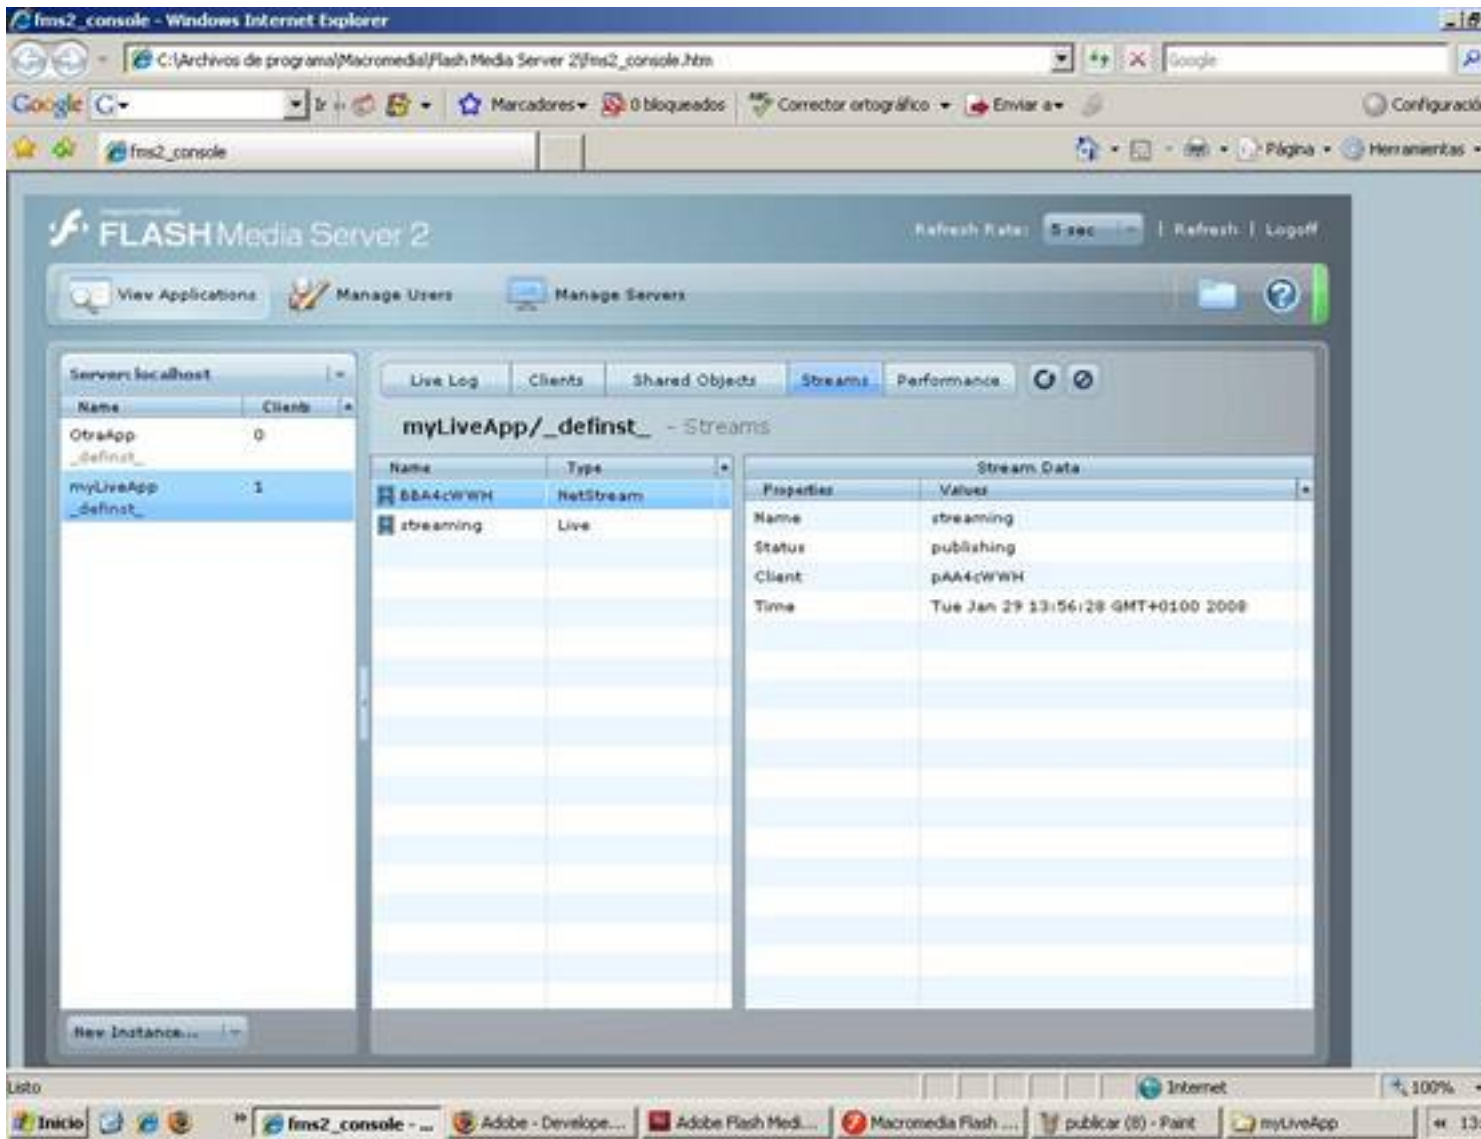 fms2_console - Windows Internet Explorer
C:\Archivos de programa\Macromedia\Flash Media Server 2\fms2_console.htm
Google
Google G
Ir
Marcadores
0 bloqueados
Corrector ortográfico
Enviar a
Configuració
fms2_console
Página
Herramientas
FLASH Media Server 2
Refresh Rate: 5 sec | Refresh | Logoff
View Applications
Manage Users
Manage Servers
Server: localhost
Name Clients
OtraApp 0
_definst_
myLiveApp 1
_definst_
New Instance...
Live Log Clients Shared Objects Streams Performance
myLiveApp/_definst_ - Streams
Name Type
BBA4cWWH NetStream
streaming Live
Stream Data
Properties Values
Name streaming
Status publishing
Client pAA4cWWH
Time Tue Jan 29 13:56:28 GMT+0100 2008
Listo
Internet
100%
Inicio
fms2_console - ...
Adobe - Develope...
Adobe Flash Medi...
Macromedia Flash ...
publicar (8) - Paint
myLiveApp
13